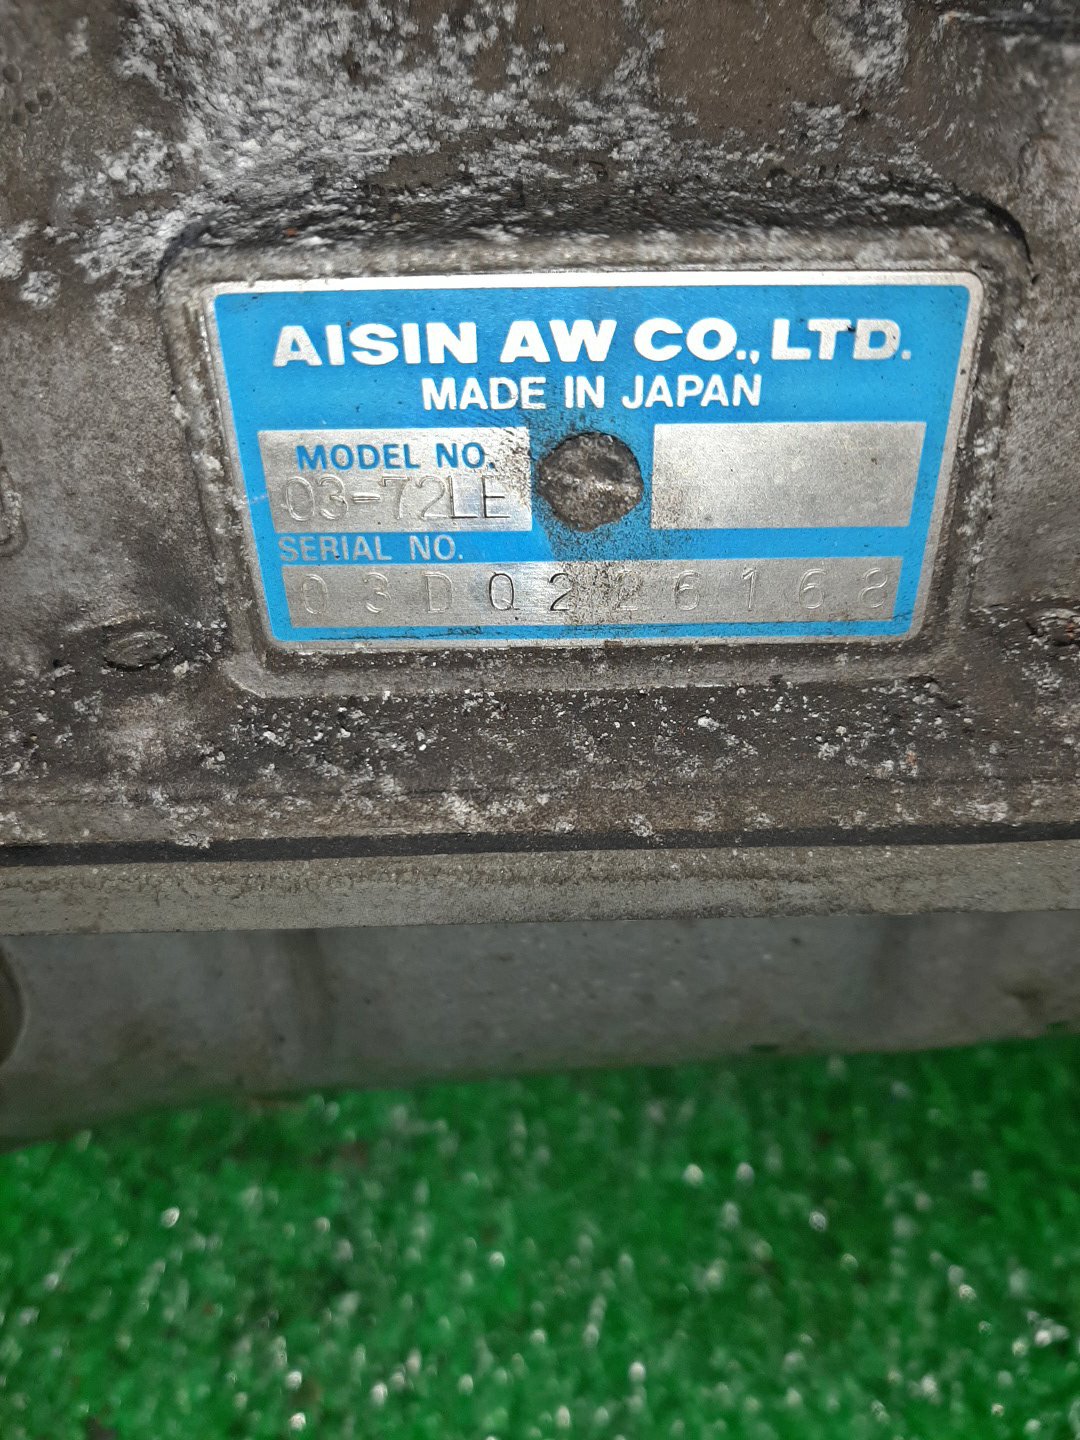 AISIN AW CO., LTD.
MADE IN JAPAN
MODEL NO.
03-72LE
SERIAL NO.
03DQ226168